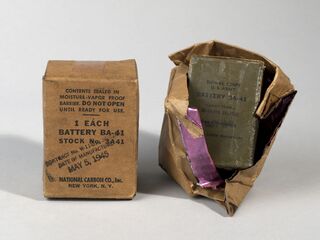 CONTENTS SEALED IN
MOISTURE-VAPOR PROOF
BARRIER. DO NOT OPEN
UNTIL READY FOR USE.
1 EACH
BATTERY BA-41
STOCK No. 3A41
DATE OF MANUFACTURE
MAY 5, 1945
NATIONAL CARBON CO., Inc.
NEW YORK, N. Y.
SIGNAL CORPS
U. S. ARMY
BATTERY BA-41